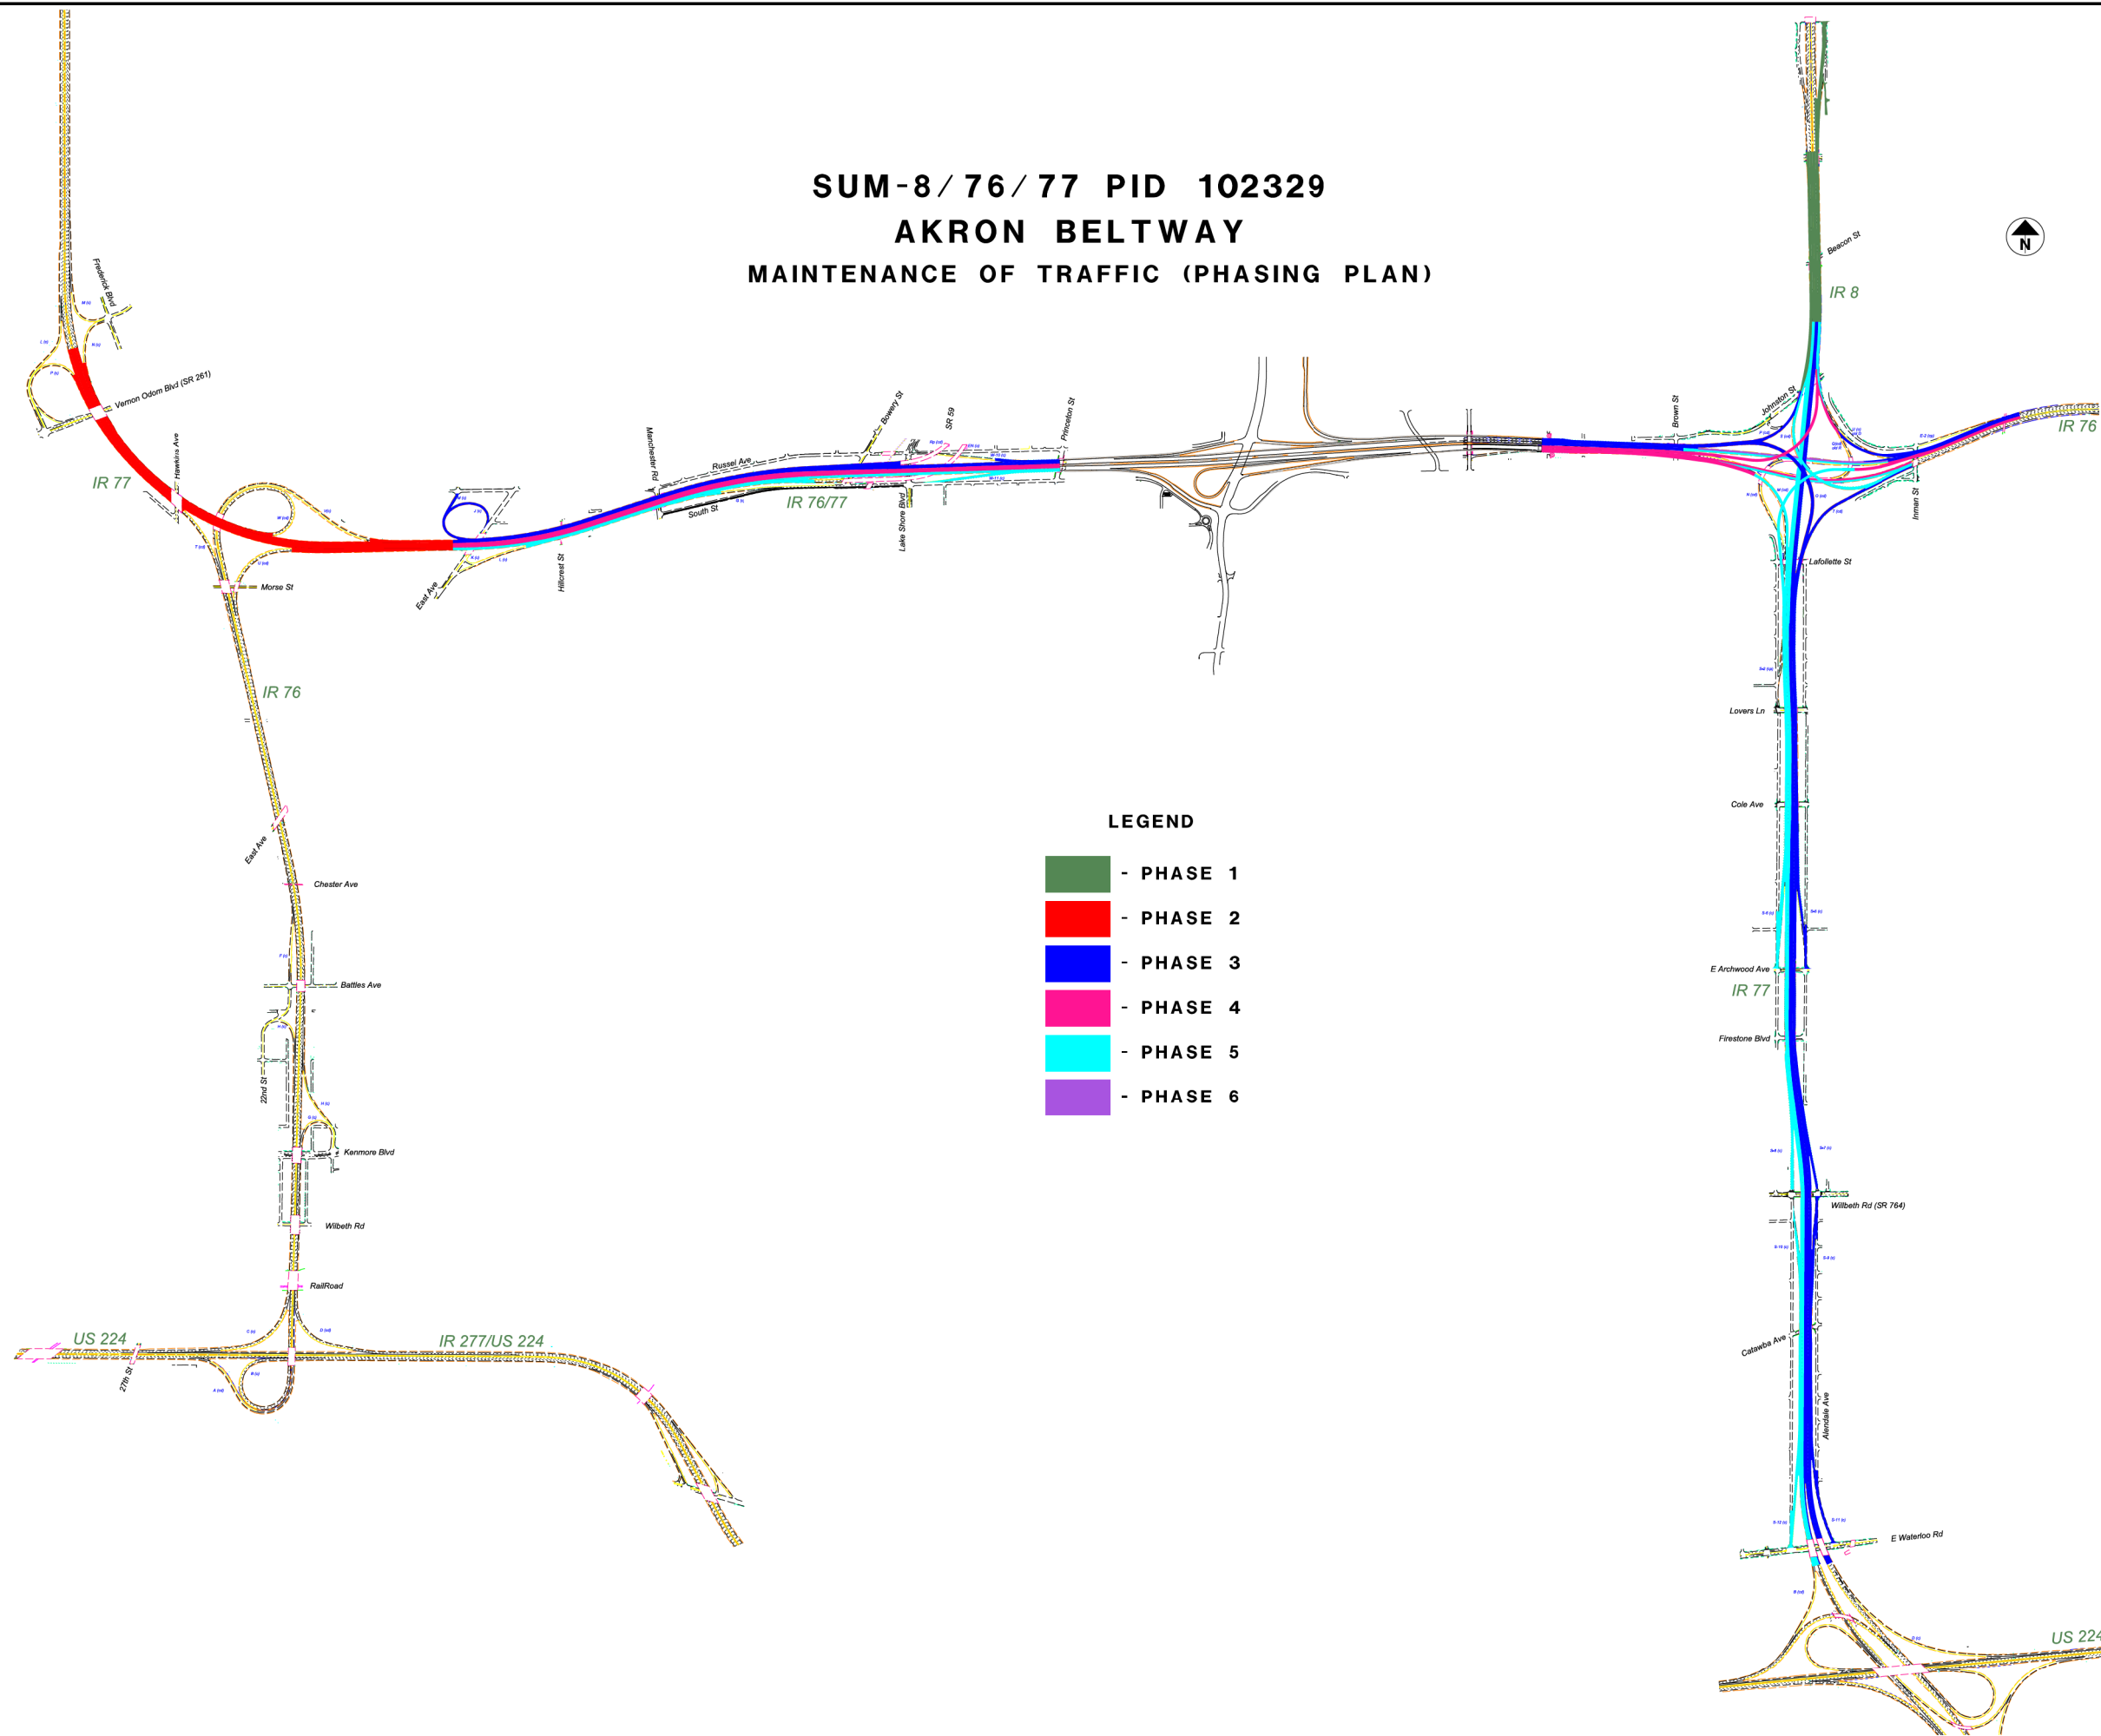 SUM-8/76/77 PID 102329
AKRON BELTWAY
MAINTENANCE OF TRAFFIC (PHASING PLAN)
N
Beacon St
IR 8
Frederick Blvd
Vernon Odom Blvd (SR 261)
Hawkins Ave
IR 77
Morse St
East Ave
Hillcrest St
Manchester Rd
Russel Ave
South St
IR 76/77
Bowery St
SR 59
Lake Shore Blvd
Princeton St
Brown St
Johnston St
IR 76
Inman St
Lafollette St
IR 76
Lovers Ln
Cole Ave
East Ave
Chester Ave
LEGEND
- PHASE 1
- PHASE 2
- PHASE 3
- PHASE 4
- PHASE 5
- PHASE 6
E Archwood Ave
IR 77
Firestone Blvd
Battles Ave
22nd St
Kenmore Blvd
Wilbeth Rd
RailRoad
Willbeth Rd (SR 764)
Catawba Ave
Allendale Ave
US 224
27th St
IR 277/US 224
E Waterloo Rd
US 224